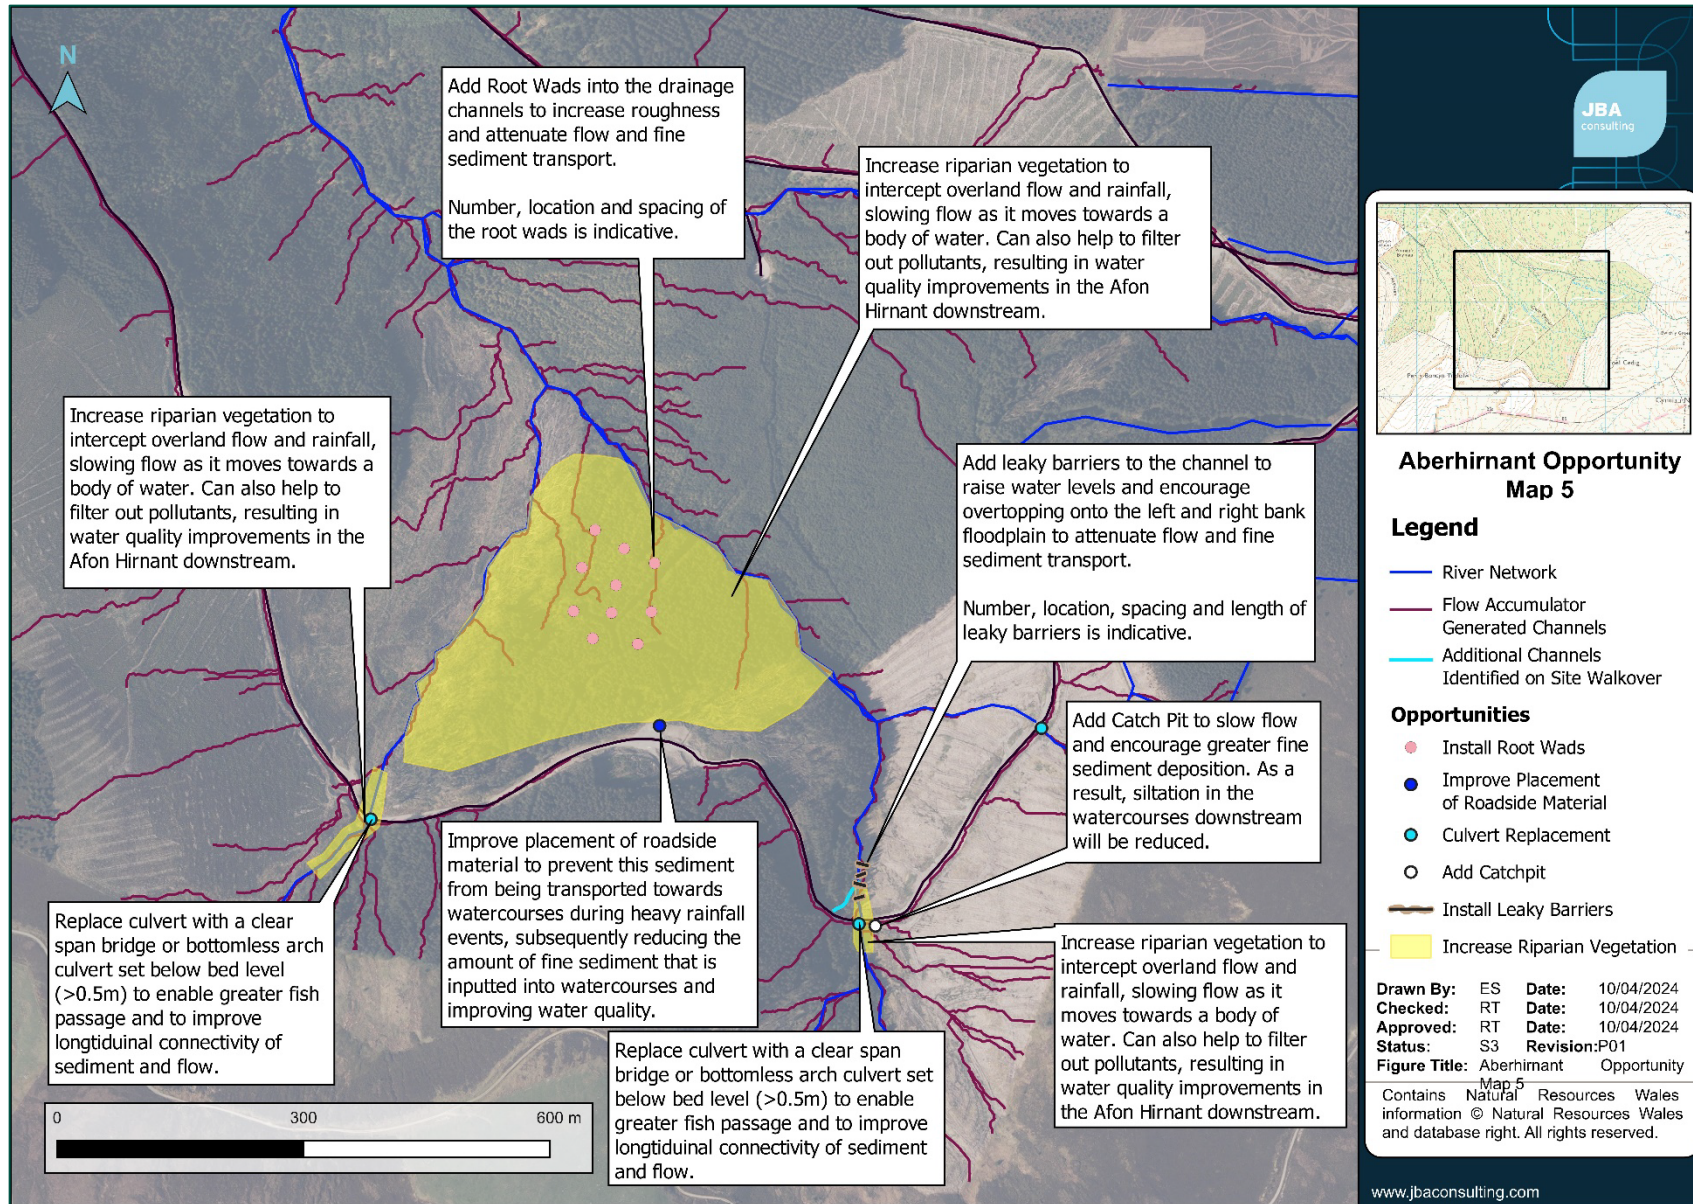 N
Add Root Wads into the drainage
channels to increase roughness
and attenuate flow and fine
sediment transport.
Number, location and spacing of
the root wads is indicative.
Increase riparian vegetation to
intercept overland flow and rainfall,
slowing flow as it moves towards a
body of water. Can also help to filter
out pollutants, resulting in water
quality improvements in the Afon
Hirnant downstream.
Increase riparian vegetation to
intercept overland flow and rainfall,
slowing flow as it moves towards a
body of water. Can also help to
filter out pollutants, resulting in
water quality improvements in the
Afon Hirnant downstream.
Add leaky barriers to the channel to
raise water levels and encourage
overtopping onto the left and right bank
floodplain to attenuate flow and fine
sediment transport.
Number, location, spacing and length of
leaky barriers is indicative.
Add Catch Pit to slow flow
and encourage greater fine
sediment deposition. As a
result, siltation in the
watercourses downstream
will be reduced.
Improve placement of roadside
material to prevent this sediment
from being transported towards
watercourses during heavy rainfall
events, subsequently reducing the
amount of fine sediment that is
inputted into watercourses and
improving water quality.
Replace culvert with a clear
span bridge or bottomless arch
culvert set below bed level
(>0.5m) to enable greater fish
passage and to improve
longtiduinal connectivity of
sediment and flow.
Increase riparian vegetation to
intercept overland flow and
rainfall, slowing flow as it
moves towards a body of
water. Can also help to filter
out pollutants, resulting in
water quality improvements in
the Afon Hirnant downstream.
Replace culvert with a clear span
bridge or bottomless arch culvert set
below bed level (>0.5m) to enable
greater fish passage and to improve
longtiduinal connectivity of sediment
and flow.
0 300 600 m
JBA
consulting
Aberhirnant Opportunity
Map 5
Legend
River Network
Flow Accumulator
Generated Channels
Additional Channels
Identified on Site Walkover
Opportunities
Install Root Wads
Improve Placement
of Roadside Material
Culvert Replacement
Add Catchpit
Install Leaky Barriers
Increase Riparian Vegetation
Drawn By: ES Date: 10/04/2024
Checked: RT Date: 10/04/2024
Approved: RT Date: 10/04/2024
Status: S3 Revision:P01
Figure Title: Aberhirnant Opportunity
Map 5
Contains Natural Resources Wales
information © Natural Resources Wales
and database right. All rights reserved.
www.jbaconsulting.com